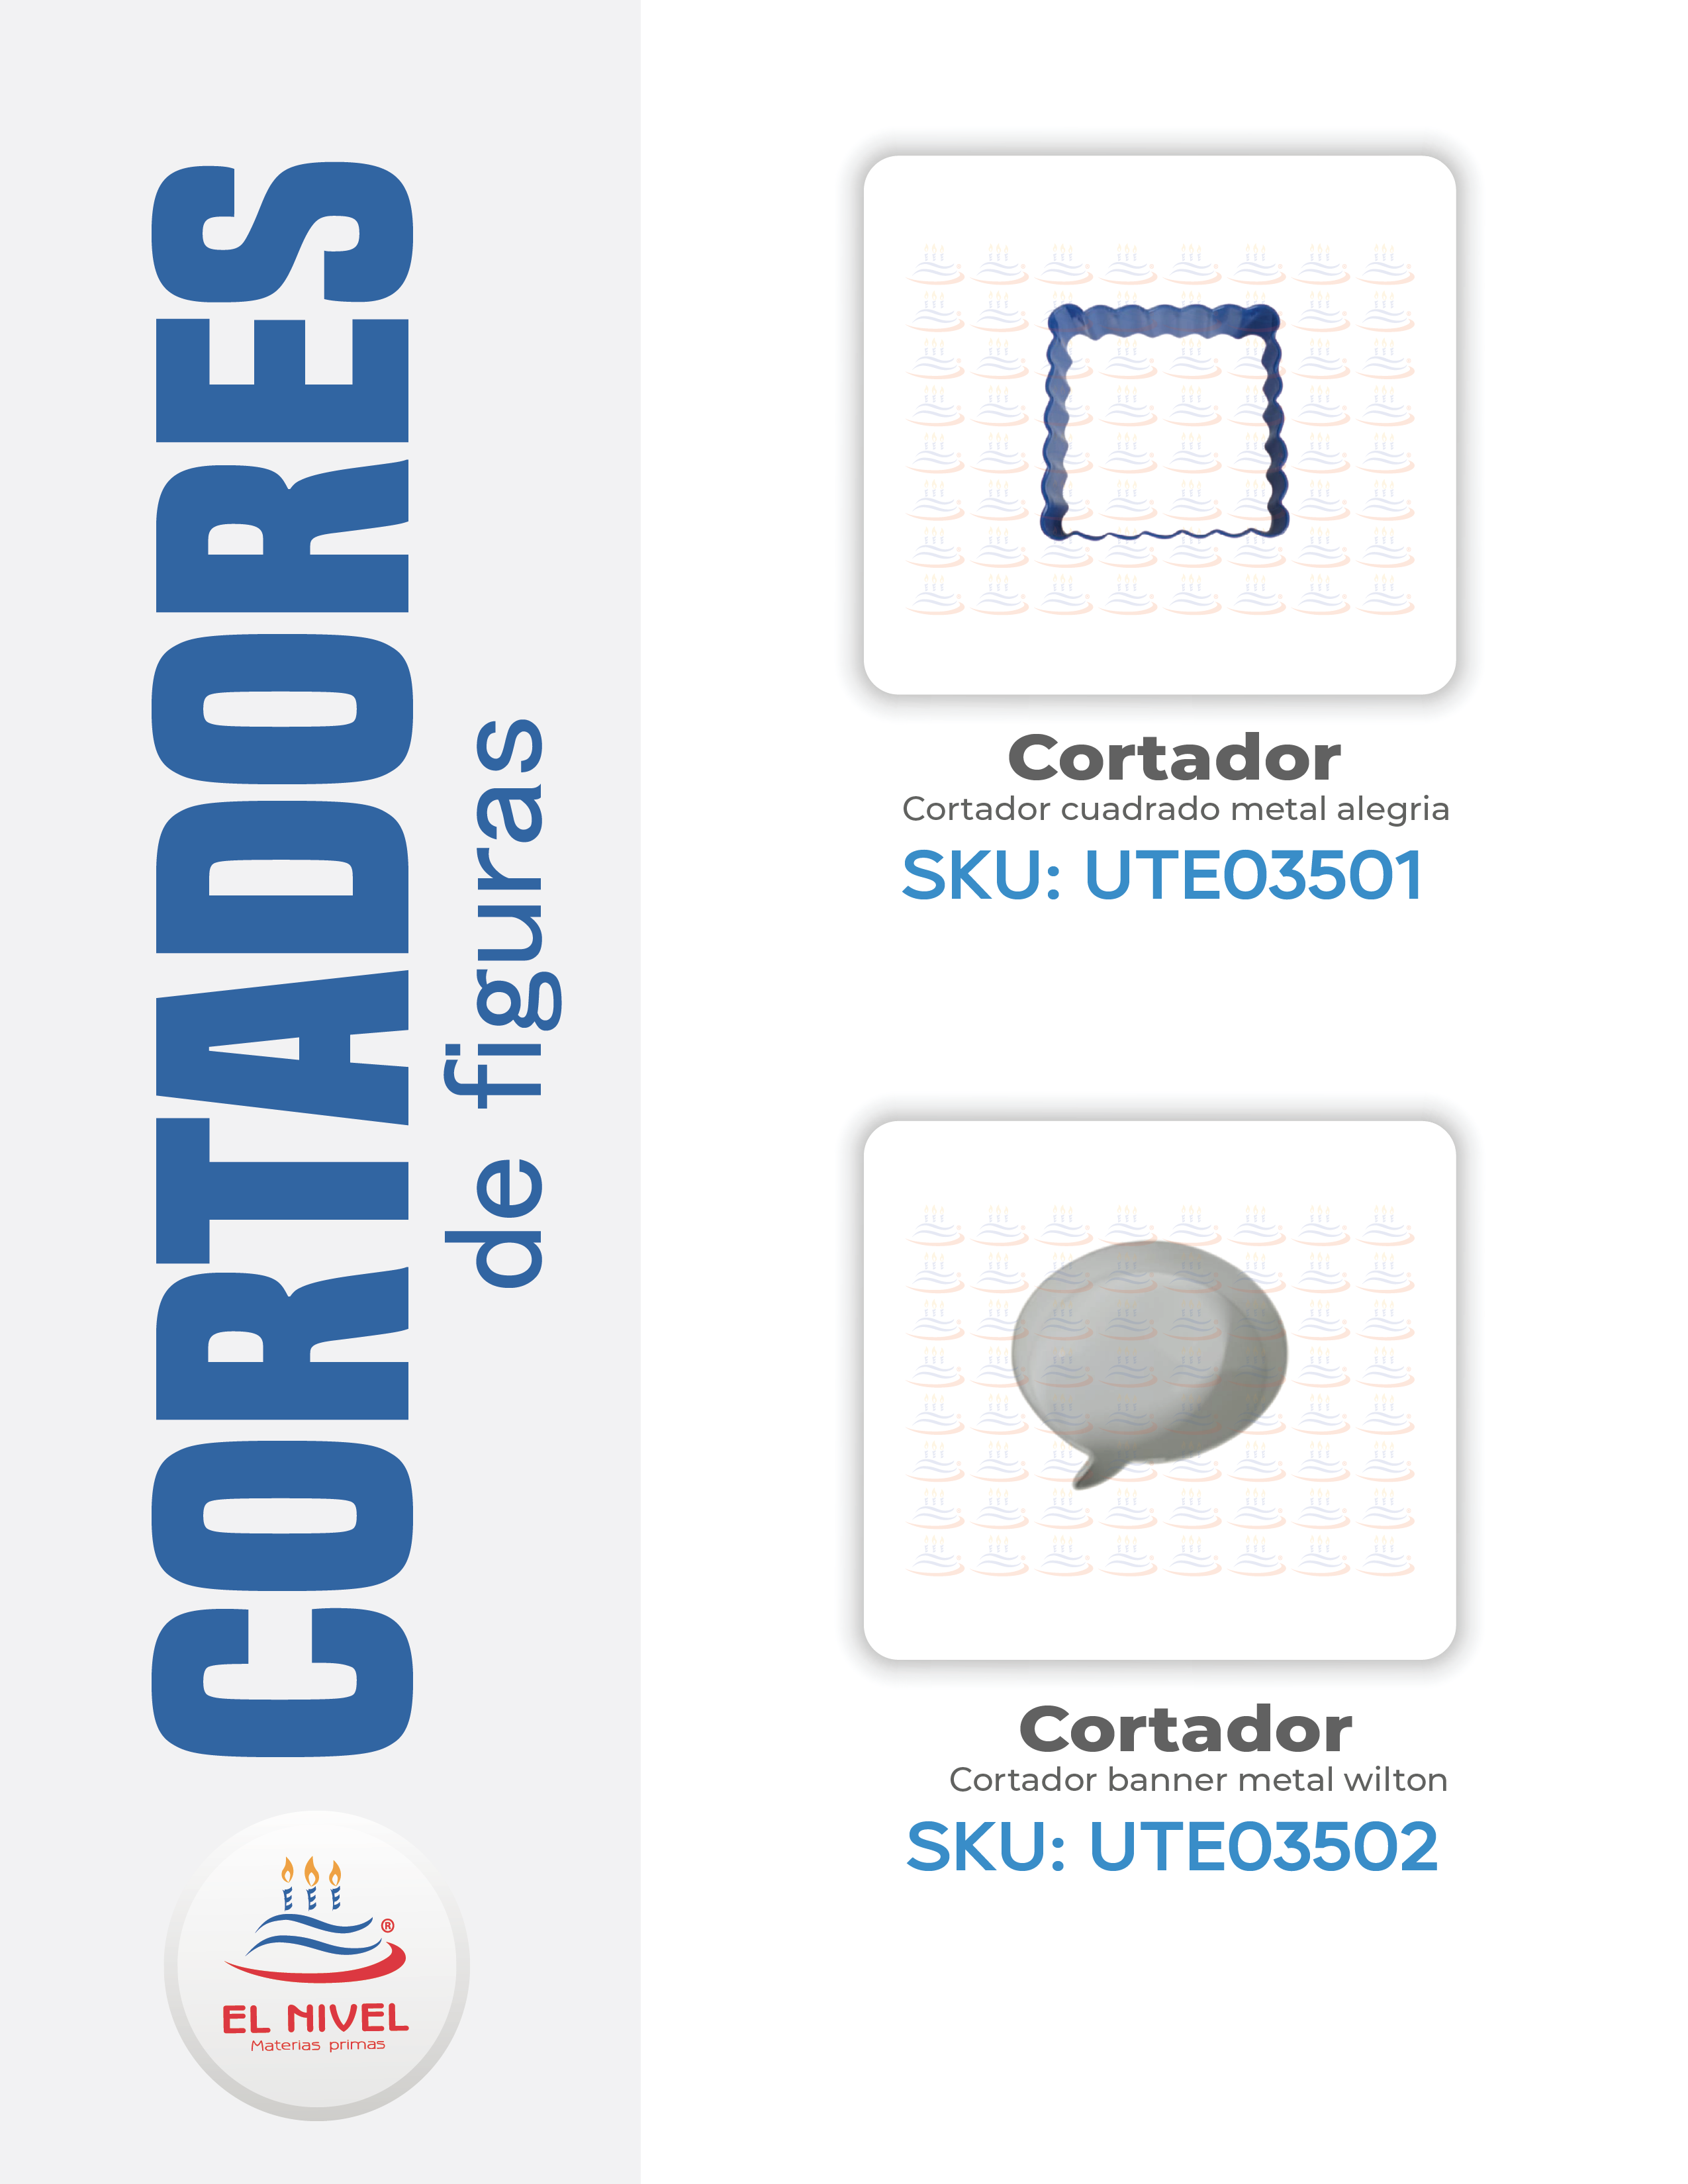 CORTADORES
de figuras
Cortador
Cortador cuadrado metal alegria
SKU: UTE03501
Cortador
Cortador banner metal wilton
SKU: UTE03502
®
EL NIVEL
Materias primas